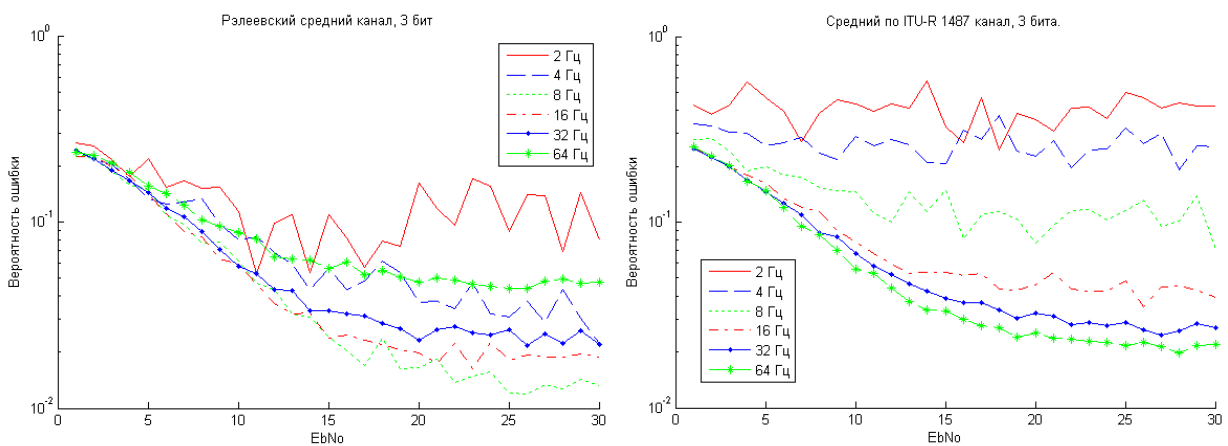 Рэлеевский средний канал, 3 бит
10^0
10^-1
10^-2
Вероятность ошибки
2 Гц
4 Гц
8 Гц
16 Гц
32 Гц
64 Гц
0 5 10 15 20 25 30
EbNo
Средний по ITU-R 1487 канал, 3 бита.
10^0
10^-1
10^-2
Вероятность ошибки
2 Гц
4 Гц
8 Гц
16 Гц
32 Гц
64 Гц
0 5 10 15 20 25 30
EbNo